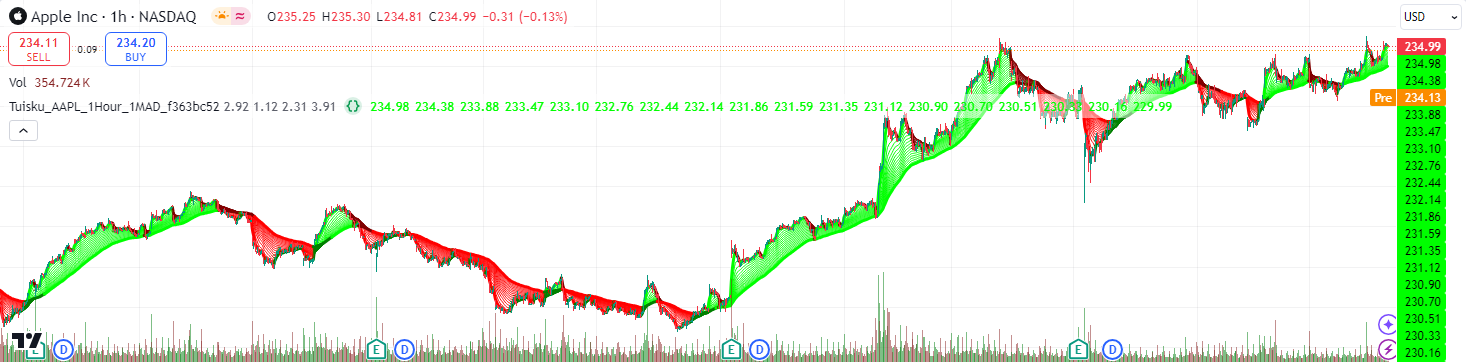 Apple Inc · 1h · NASDAQ O235.25 H235.30 L234.81 C234.99 −0.31 (−0.13%)
USD
234.11 SELL
0.09
234.20 BUY
Vol 354.724 K
Tuisku_AAPL_1Hour_1MAD_f363bc52 2.92 1.12 2.31 3.91 {} 234.98 234.38 233.88 233.47 233.10 232.76 232.44 232.14 231.86 231.59 231.35 231.12 230.90 230.70 230.51 230.33 230.16 229.99
234.99
234.98
234.38
Pre 234.13
233.88
233.47
233.10
232.76
232.44
232.14
231.86
231.59
231.35
231.12
230.90
230.70
230.51
230.33
230.16
E D E D E D E D